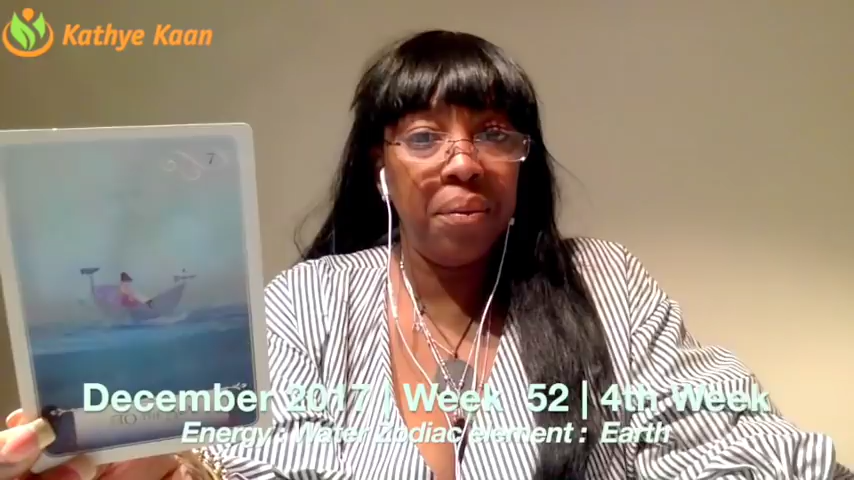 Kathye Kaan
7
December 2017 | Week 52 | 4th Week
Energy : Water Zodiac element : Earth